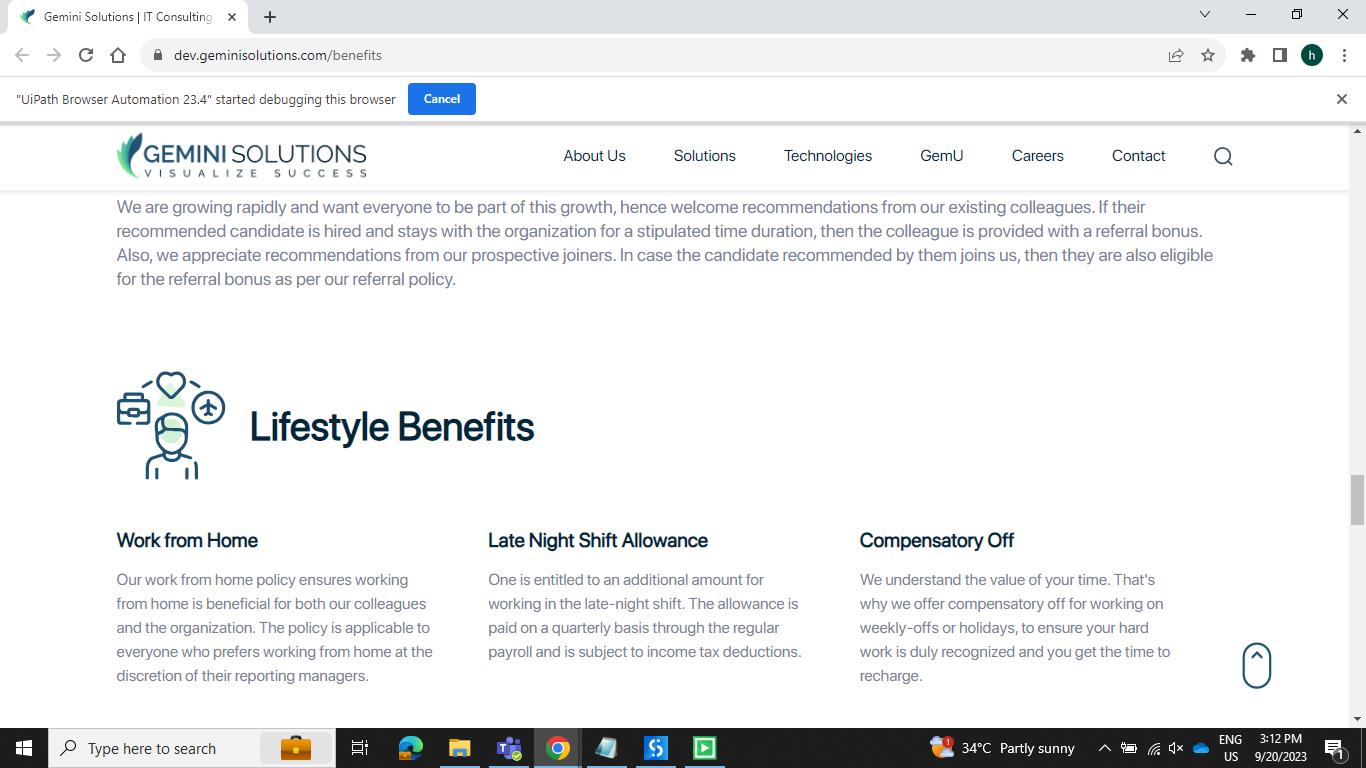 Gemini Solutions | IT Consulting
dev.geminisolutions.com/benefits
h
"UiPath Browser Automation 23.4" started debugging this browser
Cancel
GEMINI SOLUTIONS
VISUALIZE SUCCESS
About Us
Solutions
Technologies
GemU
Careers
Contact
We are growing rapidly and want everyone to be part of this growth, hence welcome recommendations from our existing colleagues. If their
recommended candidate is hired and stays with the organization for a stipulated time duration, then the colleague is provided with a referral bonus.
Also, we appreciate recommendations from our prospective joiners. In case the candidate recommended by them joins us, then they are also eligible
for the referral bonus as per our referral policy.
Lifestyle Benefits
Work from Home
Our work from home policy ensures working
from home is beneficial for both our colleagues
and the organization. The policy is applicable to
everyone who prefers working from home at the
discretion of their reporting managers.
Late Night Shift Allowance
One is entitled to an additional amount for
working in the late-night shift. The allowance is
paid on a quarterly basis through the regular
payroll and is subject to income tax deductions.
Compensatory Off
We understand the value of your time. That's
why we offer compensatory off for working on
weekly-offs or holidays, to ensure your hard
work is duly recognized and you get the time to
recharge.
Type here to search
1
34°C Partly sunny
ENG
US
3:12 PM
9/20/2023
1